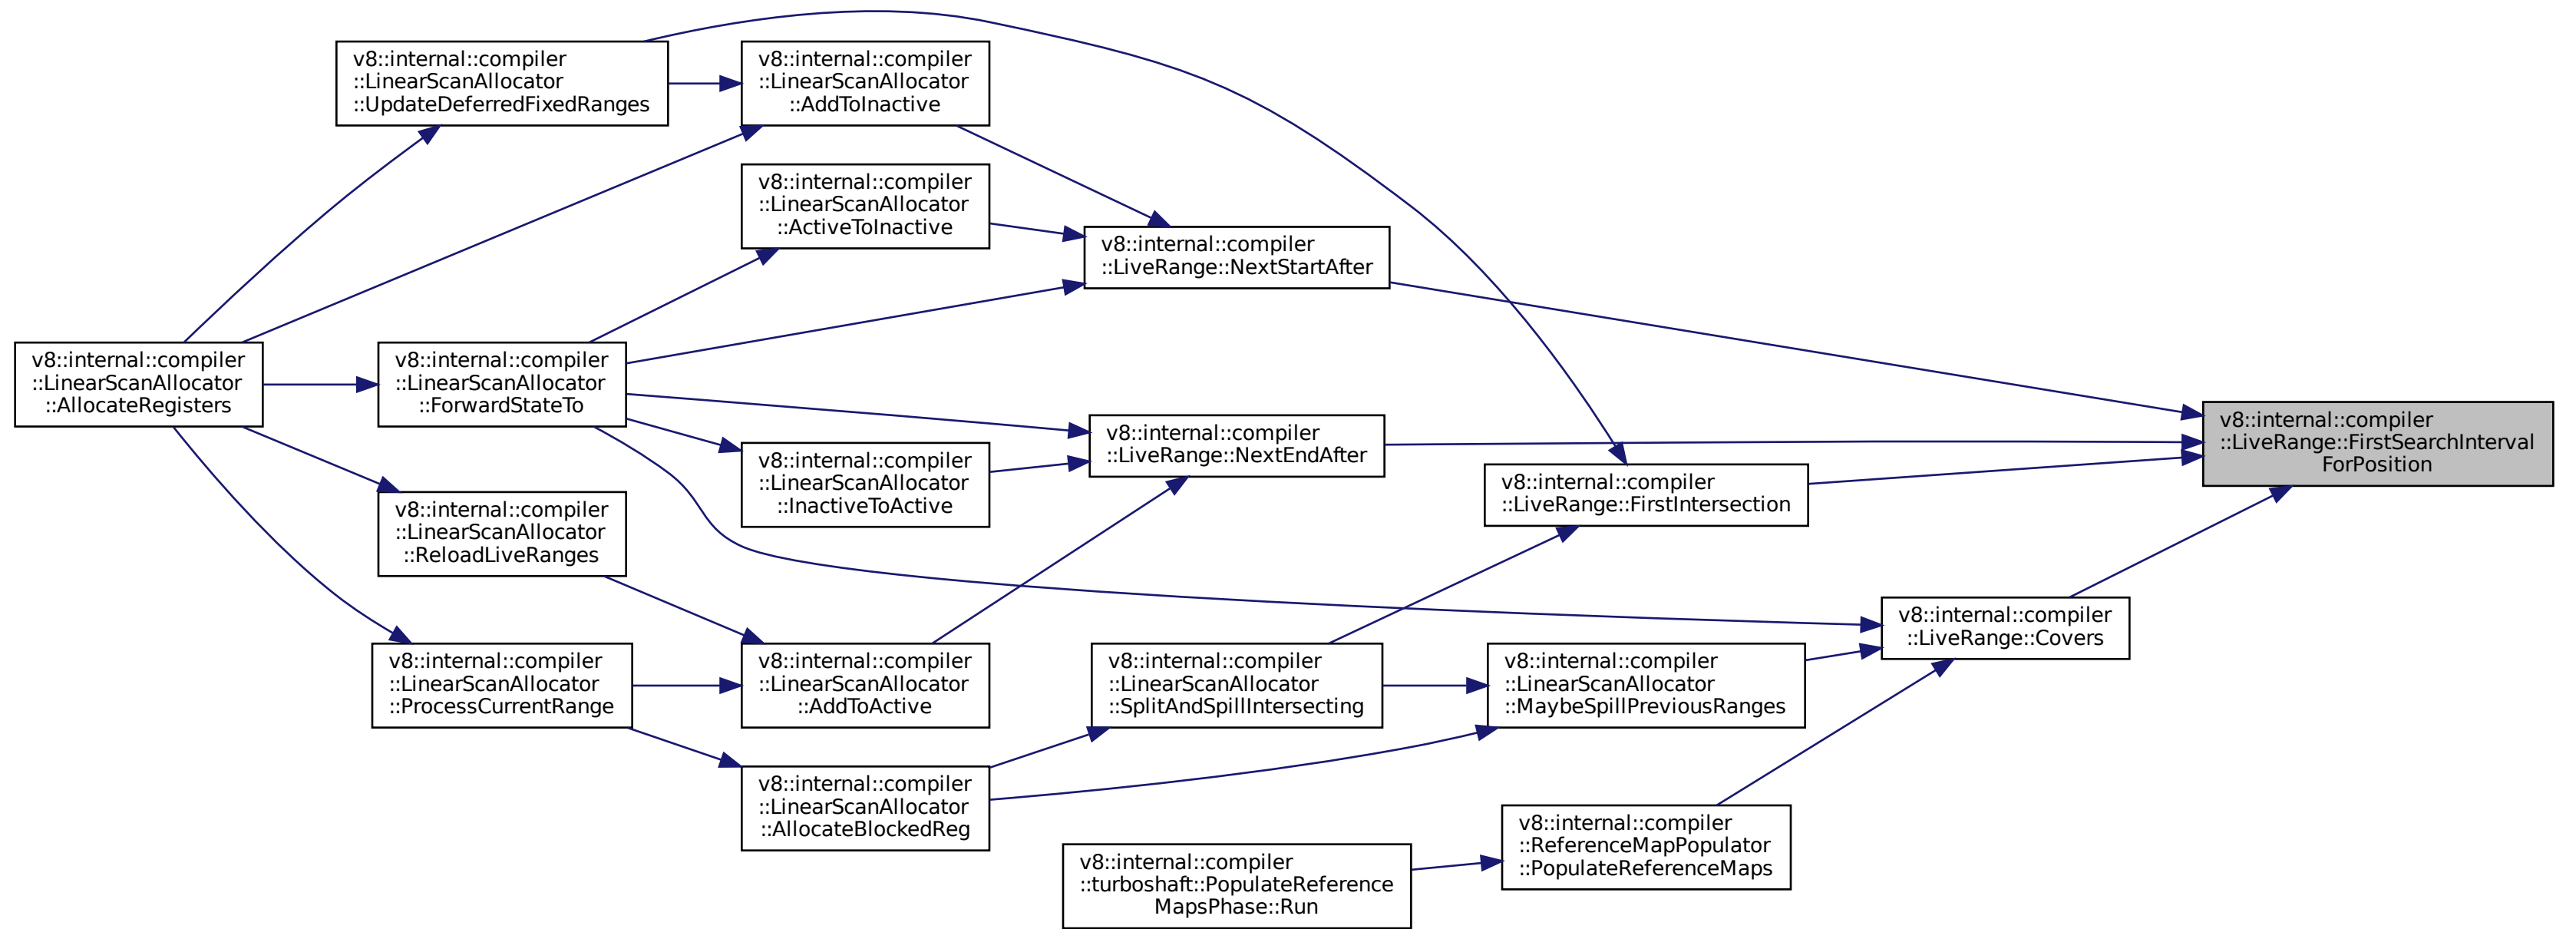 v8::internal::compiler
::LinearScanAllocator
::UpdateDeferredFixedRanges
v8::internal::compiler
::LinearScanAllocator
::AddToInactive
v8::internal::compiler
::LinearScanAllocator
::ActiveToInactive
v8::internal::compiler
::LiveRange::NextStartAfter
v8::internal::compiler
::LinearScanAllocator
::AllocateRegisters
v8::internal::compiler
::LinearScanAllocator
::ForwardStateTo
v8::internal::compiler
::LiveRange::NextEndAfter
v8::internal::compiler
::LiveRange::FirstSearchInterval
ForPosition
v8::internal::compiler
::LinearScanAllocator
::InactiveToActive
v8::internal::compiler
::LiveRange::FirstIntersection
v8::internal::compiler
::LinearScanAllocator
::ReloadLiveRanges
v8::internal::compiler
::LiveRange::Covers
v8::internal::compiler
::LinearScanAllocator
::ProcessCurrentRange
v8::internal::compiler
::LinearScanAllocator
::AddToActive
v8::internal::compiler
::LinearScanAllocator
::SplitAndSpillIntersecting
v8::internal::compiler
::LinearScanAllocator
::MaybeSpillPreviousRanges
v8::internal::compiler
::LinearScanAllocator
::AllocateBlockedReg
v8::internal::compiler
::ReferenceMapPopulator
::PopulateReferenceMaps
v8::internal::compiler
::turboshaft::PopulateReference
MapsPhase::Run